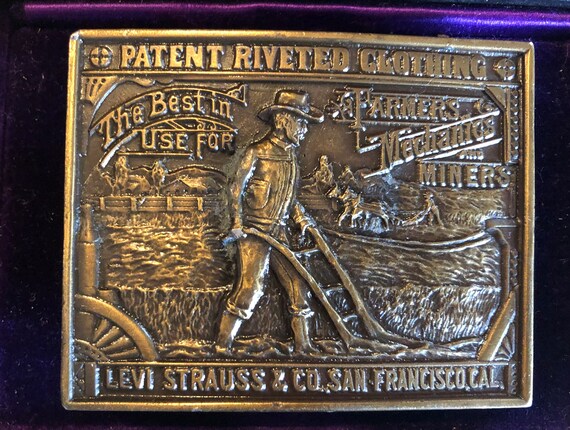 PATENT RIVETED CLOTHING
The Best in
USE FOR
FARMERS,
Mechanics AND
MINERS
LEVI STRAUSS & CO., SAN FRANCISCO, CAL.